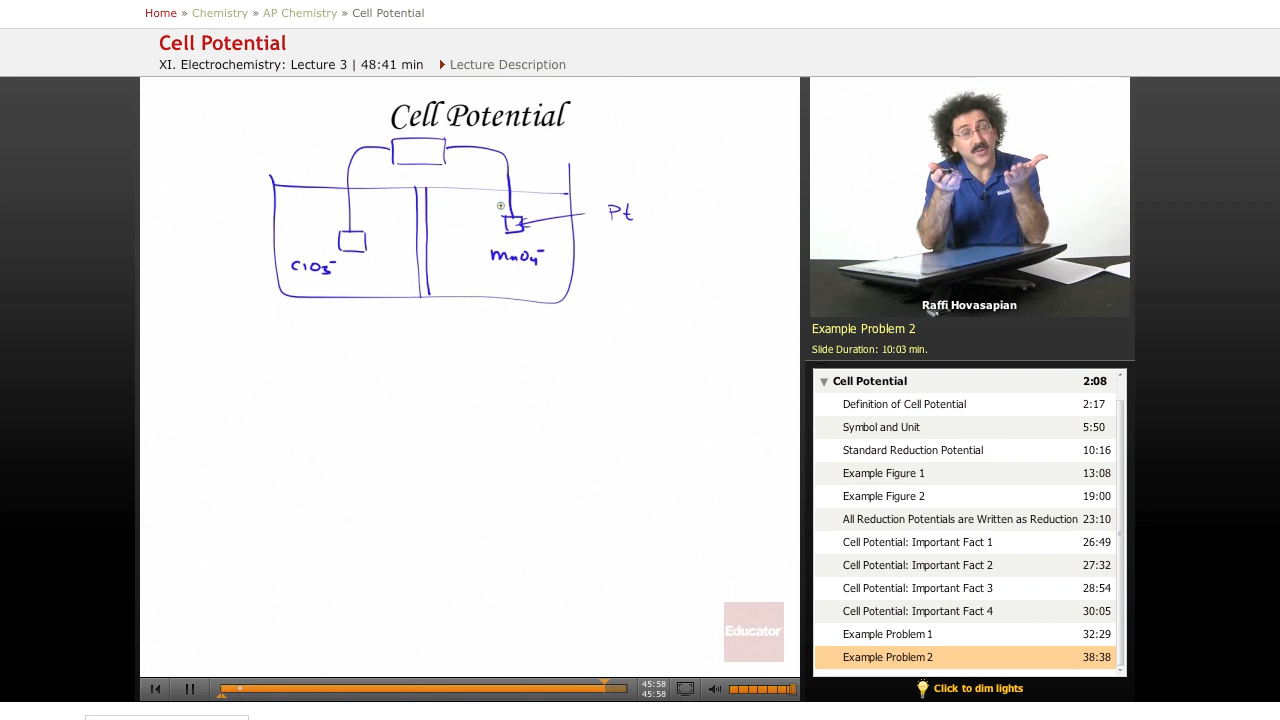 Home » Chemistry » AP Chemistry » Cell Potential
Cell Potential
XI. Electrochemistry: Lecture 3 | 48:41 min Lecture Description
Cell Potential
Pt
ClO3-
MnO4-
Educator
Raffi Hovasapian
Example Problem 2
Slide Duration: 10:03 min.
Cell Potential 2:08
Definition of Cell Potential 2:17
Symbol and Unit 5:50
Standard Reduction Potential 10:16
Example Figure 1 13:08
Example Figure 2 19:00
All Reduction Potentials are Written as Reduction 23:10
Cell Potential: Important Fact 1 26:49
Cell Potential: Important Fact 2 27:32
Cell Potential: Important Fact 3 28:54
Cell Potential: Important Fact 4 30:05
Example Problem 1 32:29
Example Problem 2 38:38
45:58
45:58
Click to dim lights